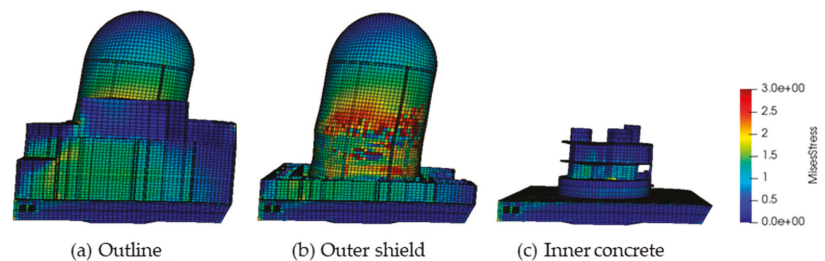 3.0e+00
2.5
2
1.5
1
0.5
0.0e+00
MisesStress
(a) Outline
(b) Outer shield
(c) Inner concrete